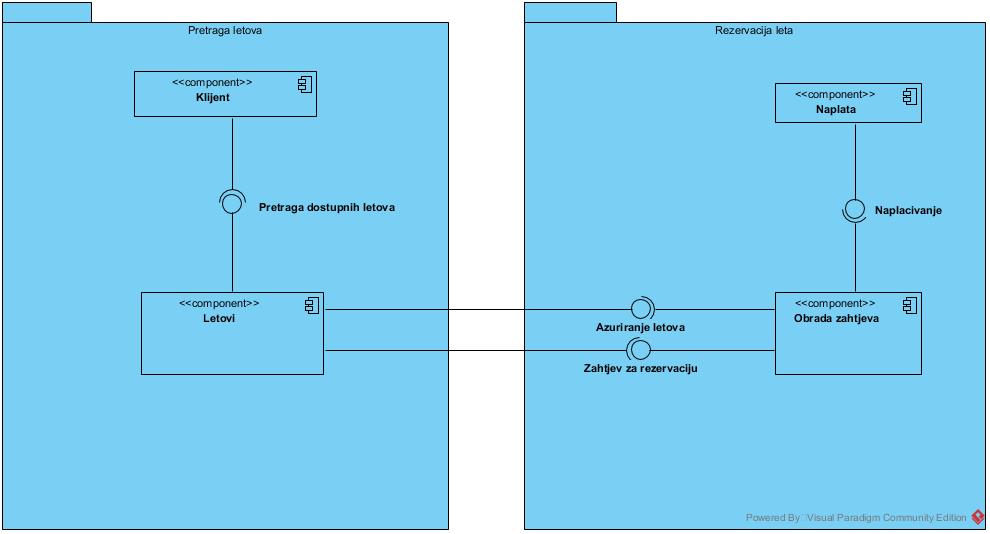 Pretraga letova
<<component>>
Klijent
Pretraga dostupnih letova
<<component>>
Letovi
Rezervacija leta
<<component>>
Naplata
Naplacivanje
<<component>>
Obrada zahtjeva
Azuriranje letova
Zahtjev za rezervaciju
Powered By Visual Paradigm Community Edition